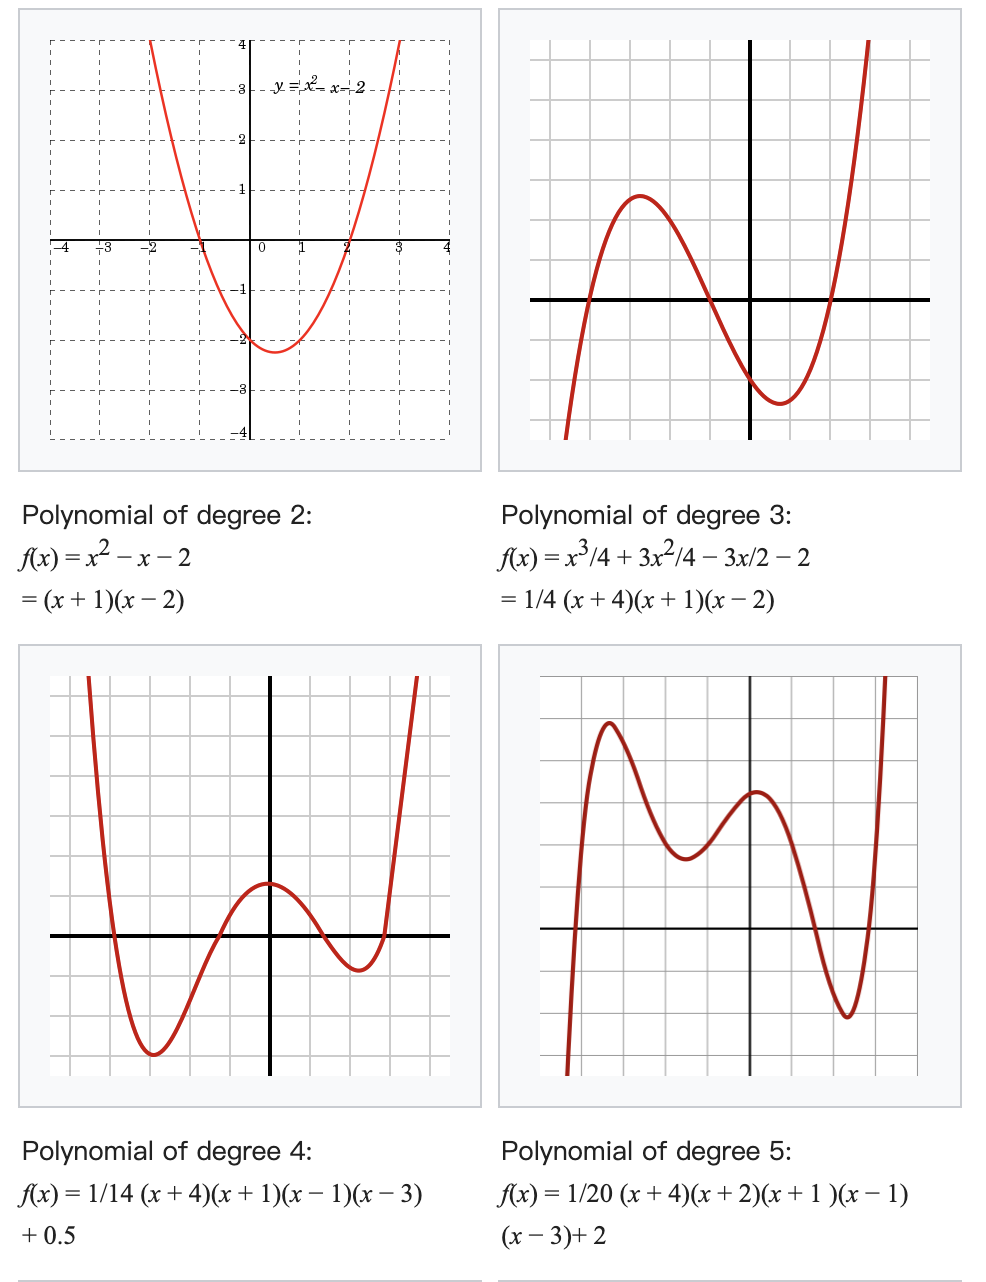 y = x² – x – 2
4
3
2
1
–4 –3 –2 –1 0 1 2 3 4
–1
–2
–3
–4
Polynomial of degree 2:
f(x) = x² − x − 2
= (x + 1)(x − 2)
Polynomial of degree 3:
f(x) = x³/4 + 3x²/4 − 3x/2 − 2
= 1/4 (x + 4)(x + 1)(x − 2)
Polynomial of degree 4:
f(x) = 1/14 (x + 4)(x + 1)(x − 1)(x − 3)
+ 0.5
Polynomial of degree 5:
f(x) = 1/20 (x + 4)(x + 2)(x + 1 )(x − 1)
(x − 3)+ 2